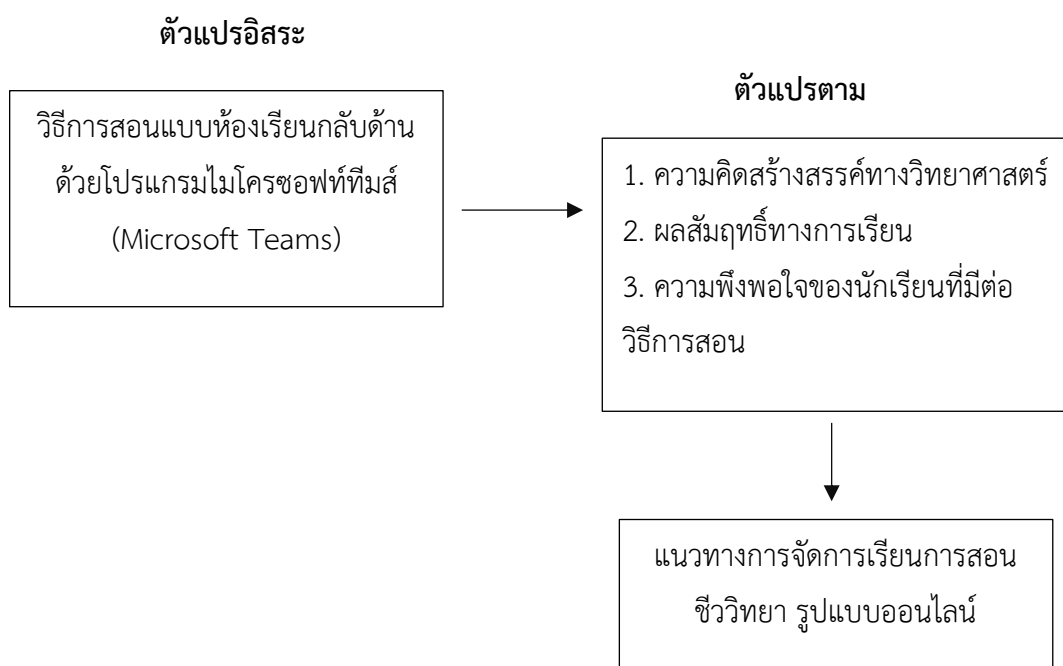 ตัวแปรอิสระ
วิธีการสอนแบบห้องเรียนกลับด้าน
ด้วยโปรแกรมไมโครซอฟท์ทีมส์
(Microsoft Teams)
ตัวแปรตาม
1. ความคิดสร้างสรรค์ทางวิทยาศาสตร์
2. ผลสัมฤทธิ์ทางการเรียน
3. ความพึงพอใจของนักเรียนที่มีต่อ
วิธีการสอน
แนวทางการจัดการเรียนการสอน
ชีววิทยา รูปแบบออนไลน์